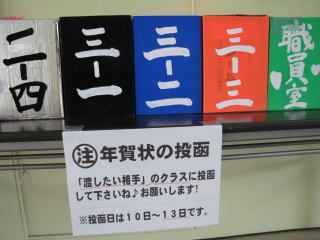 二-四
三-一
三-二
三-三
職員室
㊟年賀状の投函
「渡したい相手」のクラスに投函
して下さいね♪お願いします!
※投函日は10日〜13日です。